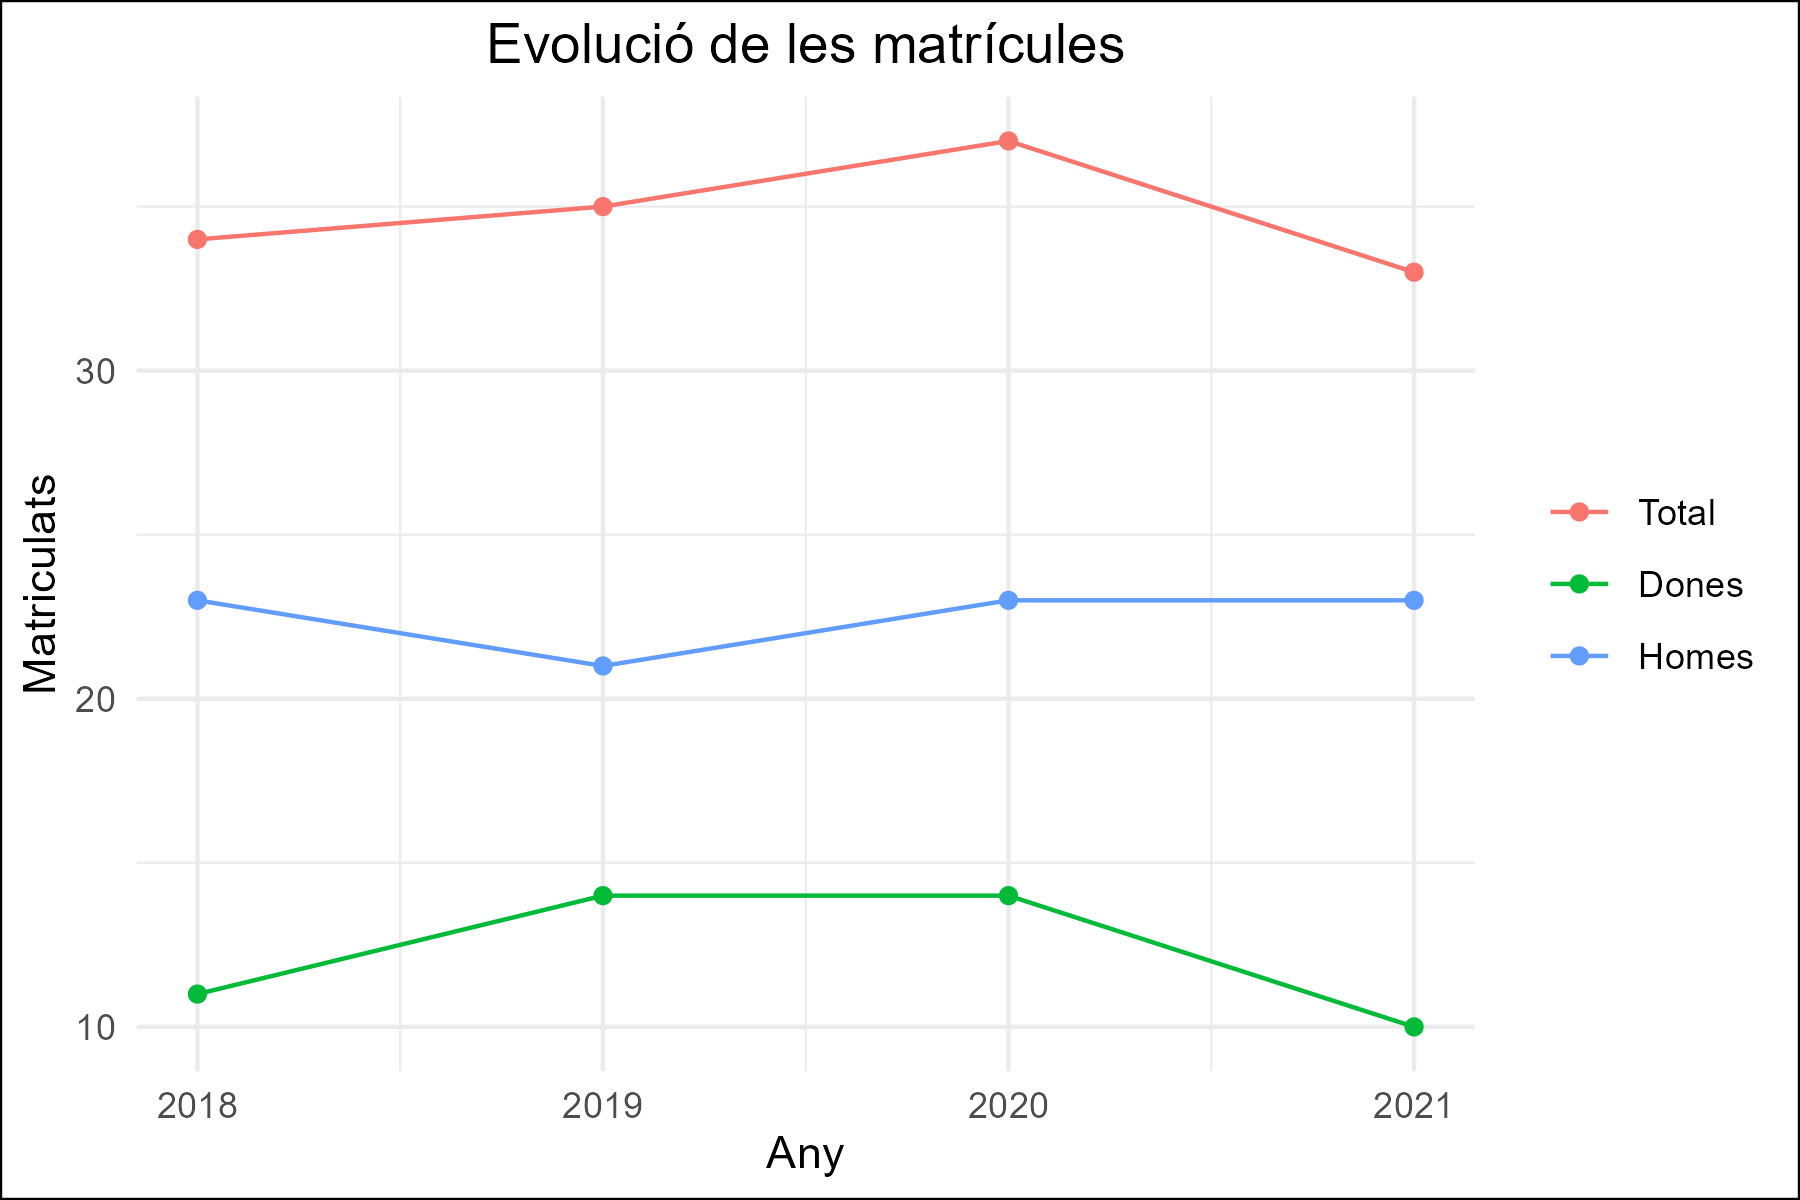 Evolució de les matrícules
Matriculats
30
20
10
2018
2019
2020
2021
Any
Total
Dones
Homes